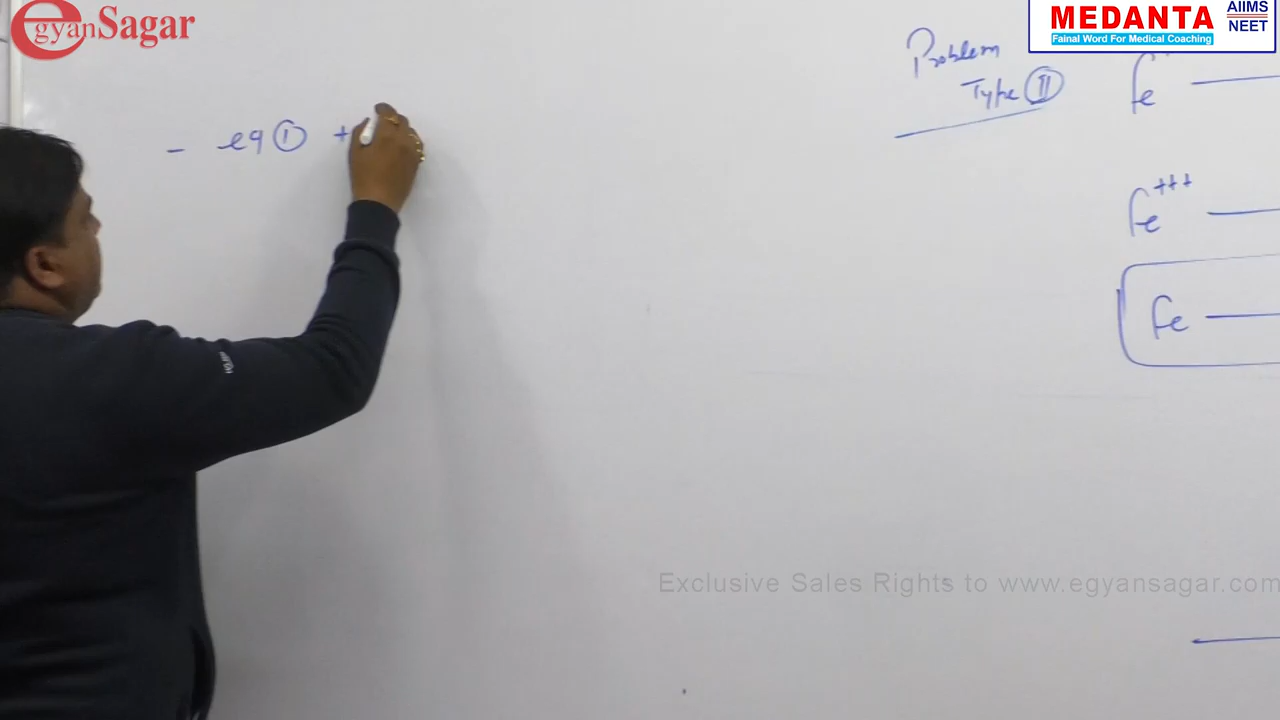 egyanSagar
MEDANTA
Fainal Word For Medical Coaching
AIIMS
NEET
Problem
Type II
Fe
- eq ① +
Fe+++
Fe
Exclusive Sales Rights to www.egyansagar.com